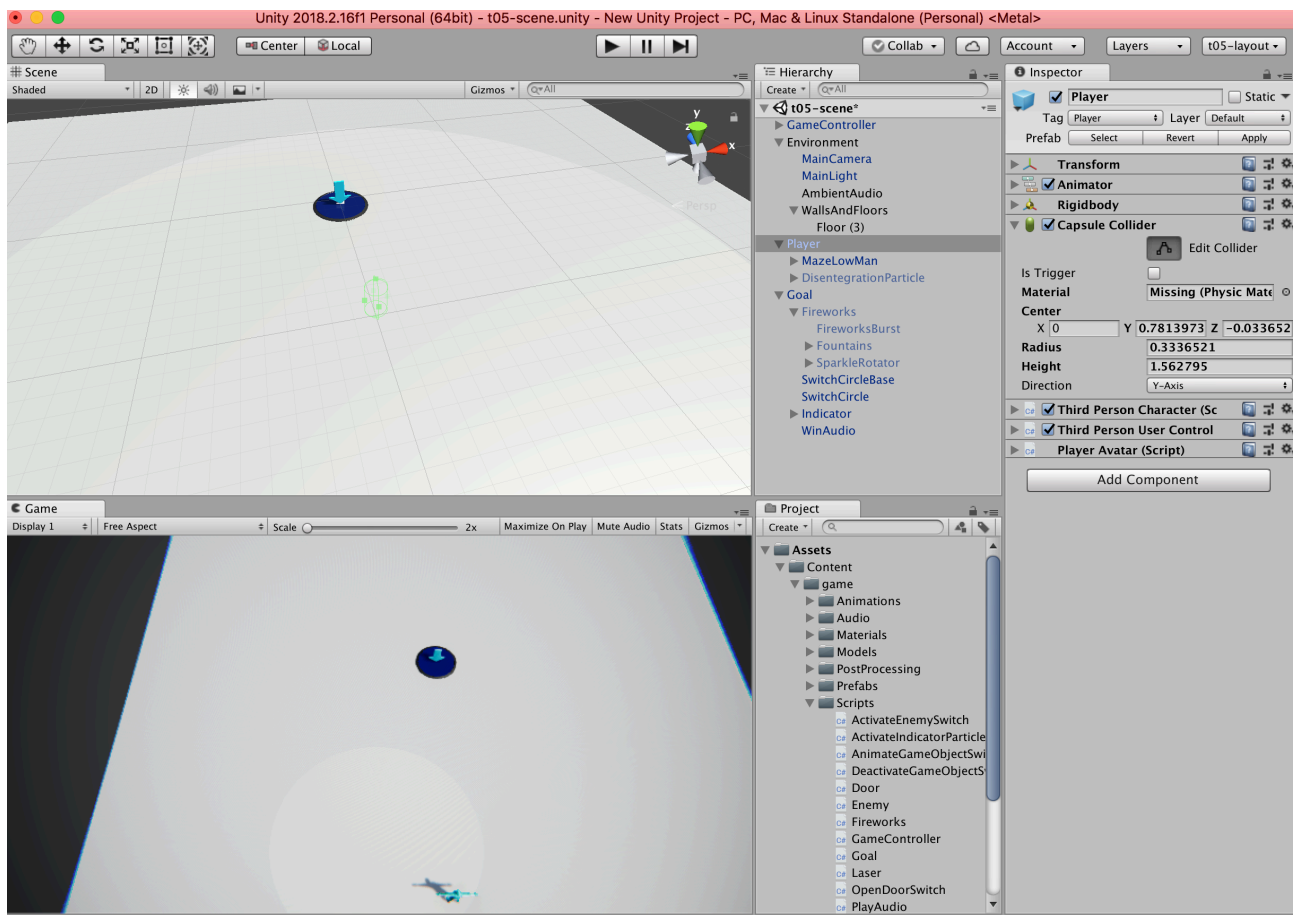 Unity 2018.2.16f1 Personal (64bit) - t05-scene.unity - New Unity Project - PC, Mac & Linux Standalone (Personal) <Metal>
Center Local Collab Account Layers t05-layout
Scene
Shaded 2D Gizmos All
y
z
x
Persp
Hierarchy
Create All
t05-scene*
GameController
Environment
MainCamera
MainLight
AmbientAudio
WallsAndFloors
Floor (3)
Player
MazeLowMan
DisentegrationParticle
Goal
Fireworks
FireworksBurst
Fountains
SparkleRotator
SwitchCircleBase
SwitchCircle
Indicator
WinAudio
Inspector
Player Static
Tag Player Layer Default
Prefab Select Revert Apply
Transform
Animator
Rigidbody
Capsule Collider
Edit Collider
Is Trigger
Material Missing (Physic Mate
Center
X 0 Y 0.7813973 Z -0.033652
Radius 0.3336521
Height 1.562795
Direction Y-Axis
C# Third Person Character (Sc
C# Third Person User Control
C# Player Avatar (Script)
Add Component
Game
Display 1 Free Aspect Scale 2x Maximize On Play Mute Audio Stats Gizmos
Project
Create
Assets
Content
game
Animations
Audio
Materials
Models
PostProcessing
Prefabs
Scripts
C# ActivateEnemySwitch
C# ActivateIndicatorParticle
C# AnimateGameObjectSwi
C# DeactivateGameObjectS
C# Door
C# Enemy
C# Fireworks
C# GameController
C# Goal
C# Laser
C# OpenDoorSwitch
C# PlayAudio